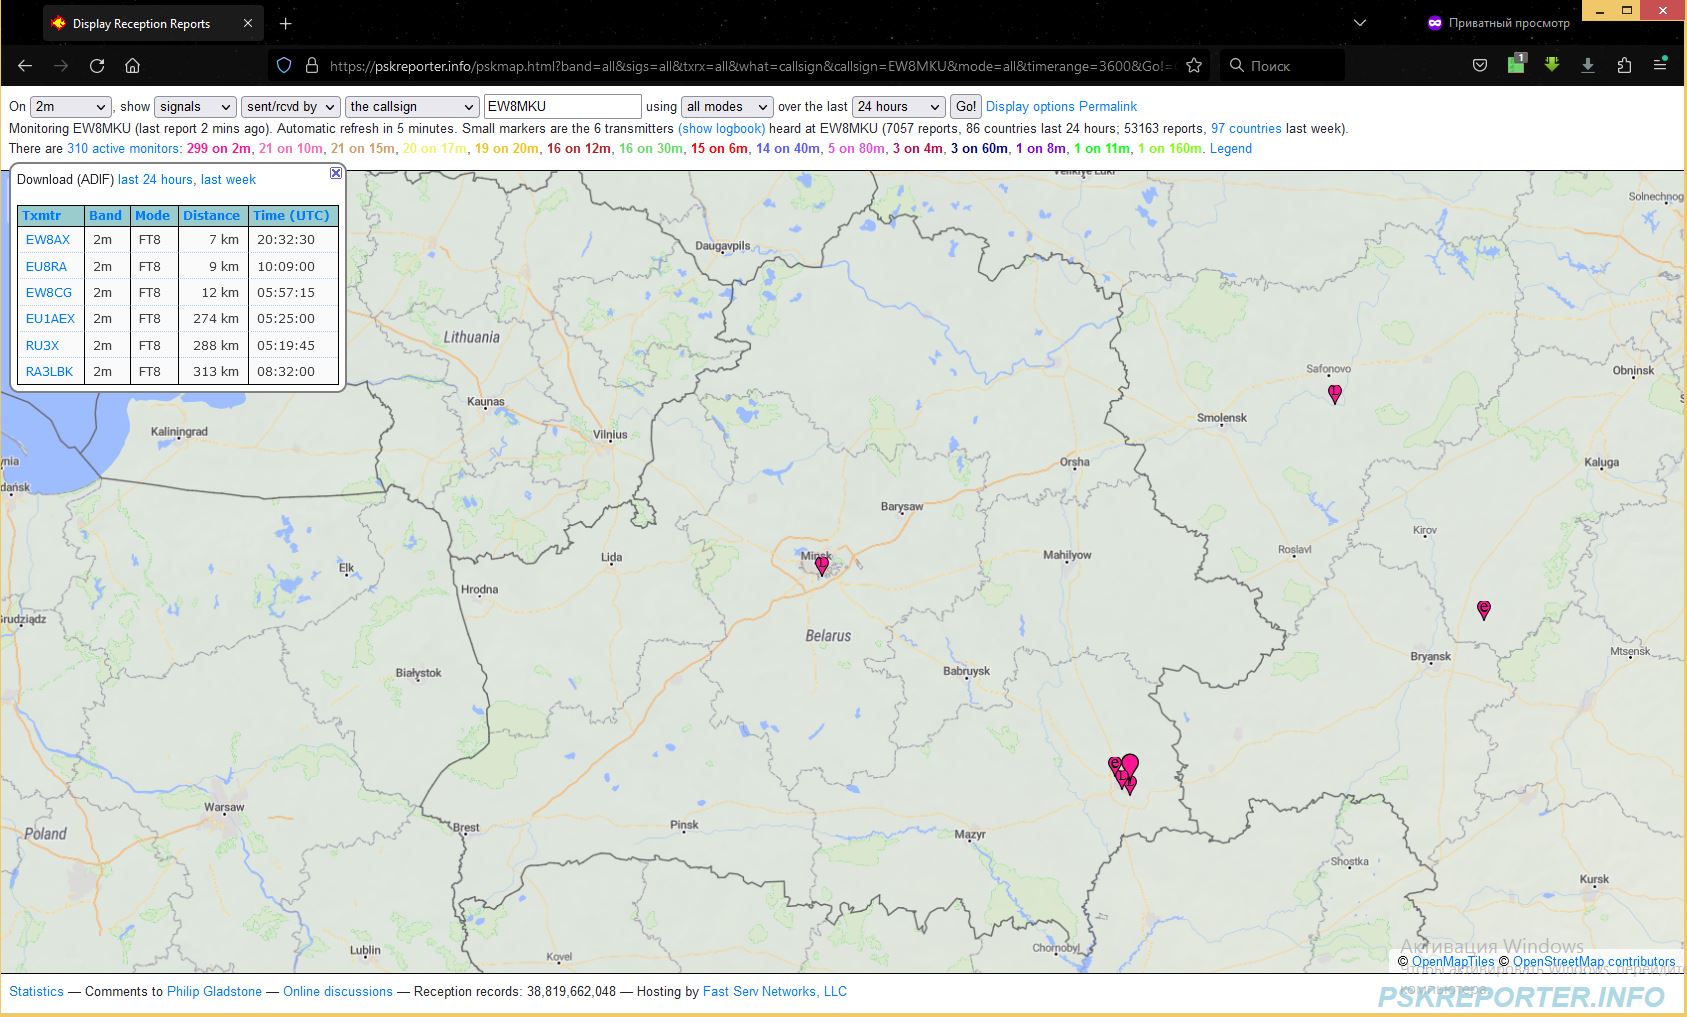 Display Reception Reports
Приватный просмотр
https://pskreporter.info/pskmap.html?band=all&sigs=all&txrx=all&what=callsign&callsign=EW8MKU&mode=all&timerange=3600&Go!=
Поиск
1
On 2m, show signals sent/rcvd by the callsign EW8MKU using all modes over the last 24 hours Go! Display options Permalink
Monitoring EW8MKU (last report 2 mins ago). Automatic refresh in 5 minutes. Small markers are the 6 transmitters (show logbook) heard at EW8MKU (7057 reports, 86 countries last 24 hours; 53163 reports, 97 countries last week).
There are 310 active monitors: 299 on 2m, 21 on 10m, 21 on 15m, 20 on 17m, 19 on 20m, 16 on 12m, 16 on 30m, 15 on 6m, 14 on 40m, 5 on 80m, 3 on 4m, 3 on 60m, 1 on 8m, 1 on 11m, 1 on 160m. Legend
Download (ADIF) last 24 hours, last week
Txmtr Band Mode Distance Time (UTC)
EW8AX 2m FT8 7 km 20:32:30
EU8RA 2m FT8 9 km 10:09:00
EW8CG 2m FT8 12 km 05:57:15
EU1AEX 2m FT8 274 km 05:25:00
RU3X 2m FT8 288 km 05:19:45
RA3LBK 2m FT8 313 km 08:32:00
Velikiye Luki
Solnechnog
Daugavpils
Lithuania
Safonovo
Obninsk
Kaunas
Smolensk
Kaliningrad
Vilnius
Orsha
Kaluga
ynia
dańsk
Barysaw
Kirov
Minsk
Lida
Mahilyow
Roslavl
Elk
Hrodna
Grudziądz
Belarus
Bryansk
Mtsensk
Białystok
Babruysk
Warsaw
Poland
Brest
Pinsk
Mazyr
Shostka
Kursk
Lublin
Kovel
Chornobyl
Активация Windows
© OpenMapTiles © OpenStreetMap contributors
Statistics — Comments to Philip Gladstone — Online discussions — Reception records: 38,819,662,048 — Hosting by Fast Serv Networks, LLC
PSKREPORTER.INFO